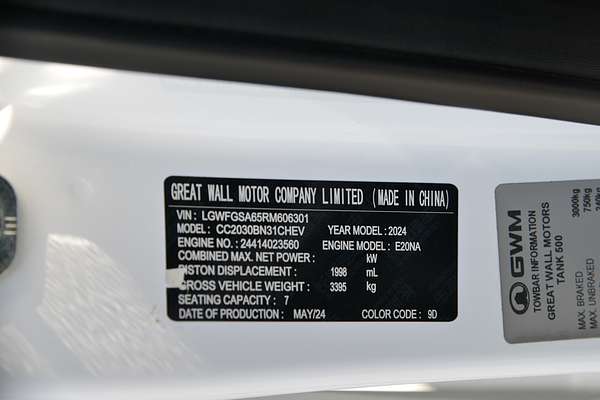 GREAT WALL MOTOR COMPANY LIMITED (MADE IN CHINA)
VIN : LGWFGSA65RM606301
MODEL : CC2030BN31CHEV YEAR MODEL : 2024
ENGINE NO. : 24414023560 ENGINE MODEL : E20NA
COMBINED MAX. NET POWER : kW
PISTON DISPLACEMENT : 1998 mL
GROSS VEHICLE WEIGHT : 3395 kg
SEATING CAPACITY : 7
DATE OF PRODUCTION : MAY/24 COLOR CODE : 9D
GWM
TOWBAR INFORMATION
GREAT WALL MOTORS
TANK 500
MAX. BRAKED 3000kg
MAX. UNBRAKED 750kg